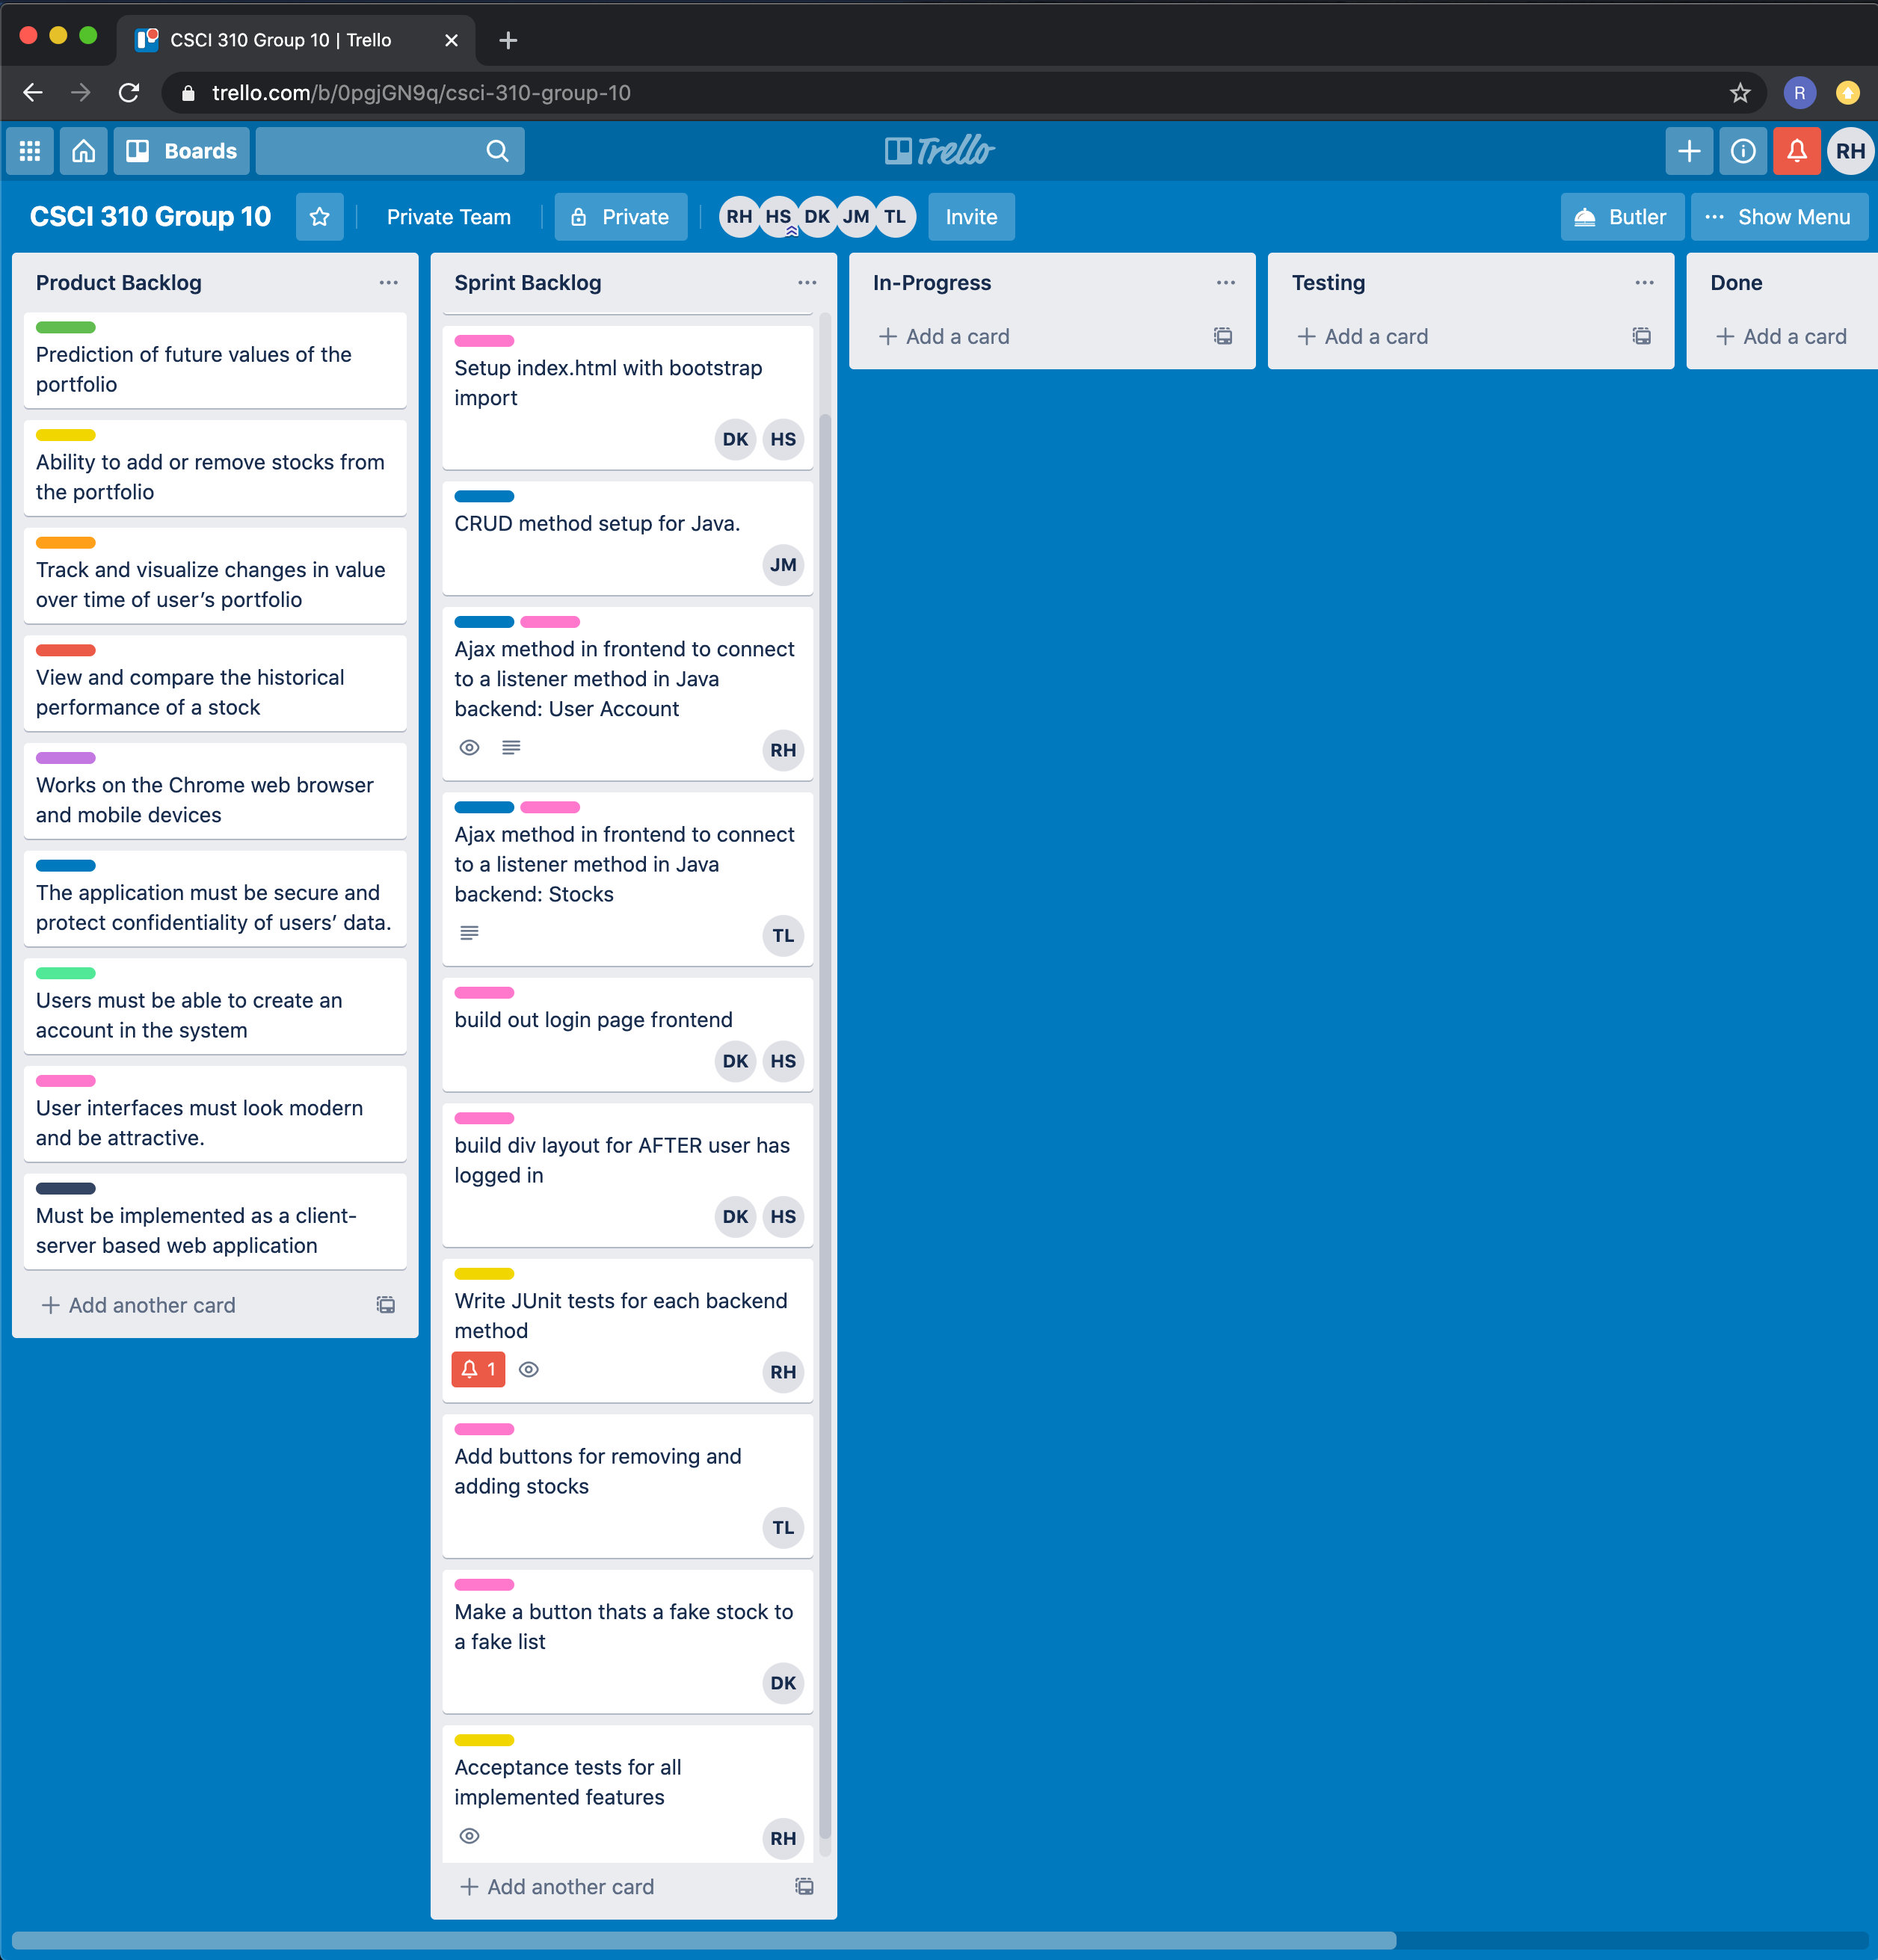 CSCI 310 Group 10 | Trello
trello.com/b/0pgjGN9q/csci-310-group-10
R
Boards
Trello
RH
CSCI 310 Group 10
Private Team
Private
RH HS DK JM TL
Invite
Butler
Show Menu
Product Backlog
Prediction of future values of the
portfolio
Ability to add or remove stocks from
the portfolio
Track and visualize changes in value
over time of user’s portfolio
View and compare the historical
performance of a stock
Works on the Chrome web browser
and mobile devices
The application must be secure and
protect confidentiality of users’ data.
Users must be able to create an
account in the system
User interfaces must look modern
and be attractive.
Must be implemented as a client-
server based web application
Add another card
Sprint Backlog
Setup index.html with bootstrap
import
DK HS
CRUD method setup for Java.
JM
Ajax method in frontend to connect
to a listener method in Java
backend: User Account
RH
Ajax method in frontend to connect
to a listener method in Java
backend: Stocks
TL
build out login page frontend
DK HS
build div layout for AFTER user has
logged in
DK HS
Write JUnit tests for each backend
method
1
RH
Add buttons for removing and
adding stocks
TL
Make a button thats a fake stock to
a fake list
DK
Acceptance tests for all
implemented features
RH
Add another card
In-Progress
Add a card
Testing
Add a card
Done
Add a card